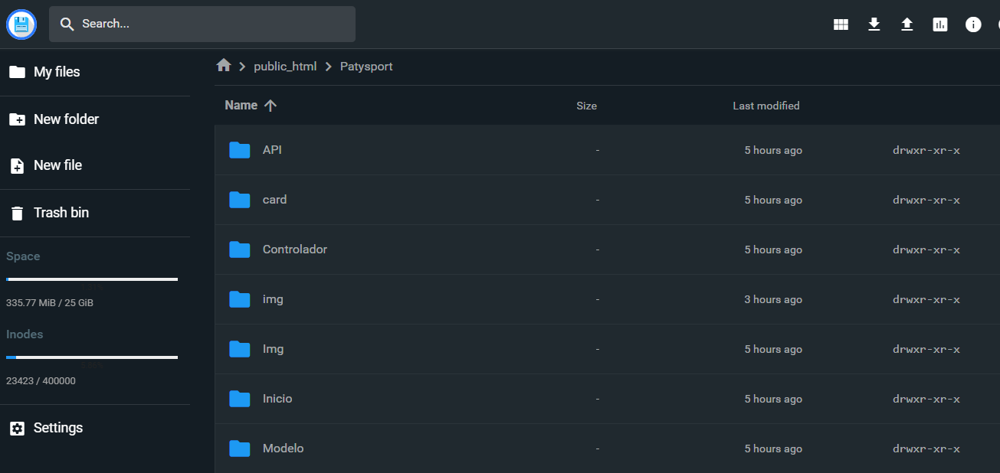 Search...
My files
New folder
New file
Trash bin
Space
335.77 MiB / 25 GiB
Inodes
23423 / 400000
Settings
public_html Patysport
Name Size Last modified
API - 5 hours ago drwxr-xr-x
card - 5 hours ago drwxr-xr-x
Controlador - 5 hours ago drwxr-xr-x
img - 3 hours ago drwxr-xr-x
Img - 5 hours ago drwxr-xr-x
Inicio - 5 hours ago drwxr-xr-x
Modelo - 5 hours ago drwxr-xr-x